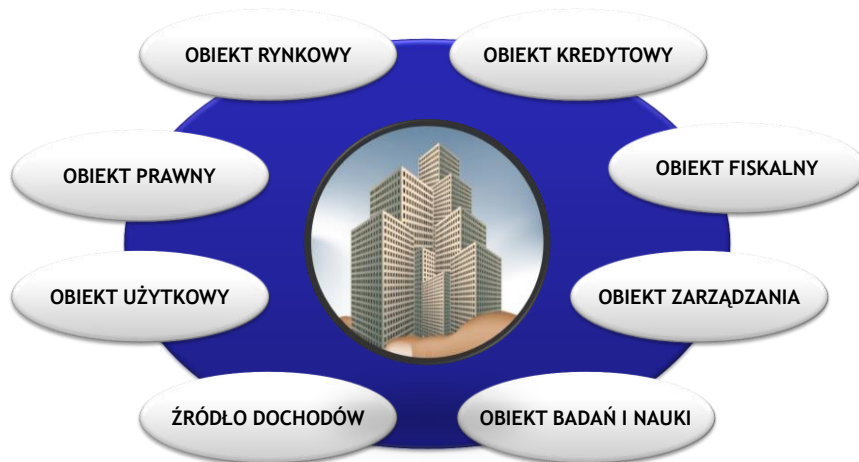 OBIEKT RYNKOWY
OBIEKT KREDYTOWY
OBIEKT PRAWNY
OBIEKT FISKALNY
OBIEKT UŻYTKOWY
OBIEKT ZARZĄDZANIA
ŹRÓDŁO DOCHODÓW
OBIEKT BADAŃ I NAUKI